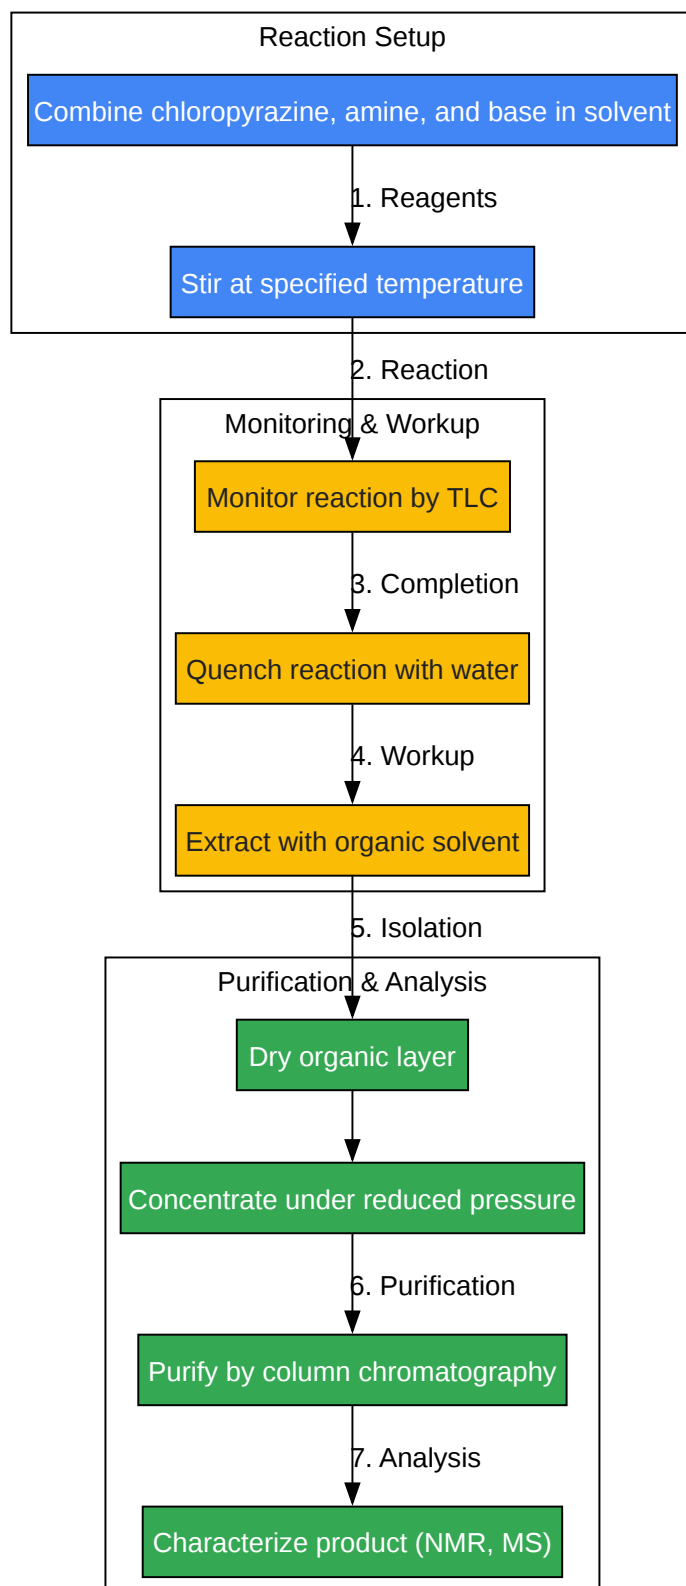 Reaction Setup
Combine chloropyrazine, amine, and base in solvent
1. Reagents
Stir at specified temperature
2. Reaction
Monitoring & Workup
Monitor reaction by TLC
3. Completion
Quench reaction with water
4. Workup
Extract with organic solvent
5. Isolation
Purification & Analysis
Dry organic layer
Concentrate under reduced pressure
6. Purification
Purify by column chromatography
7. Analysis
Characterize product (NMR, MS)